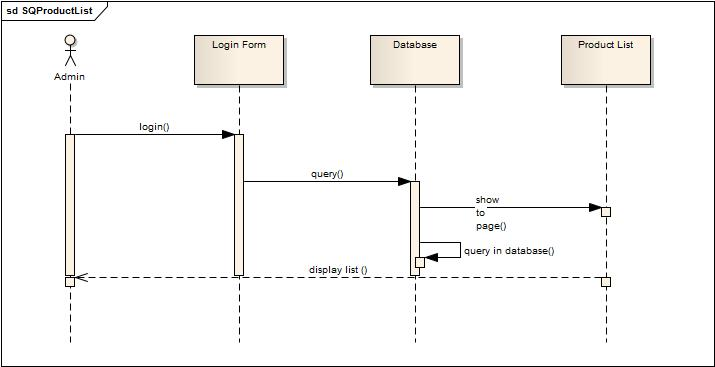 sd SQProductList
Login Form
Database
Product List
Admin
login()
query()
show
to
page()
query in database()
display list ()